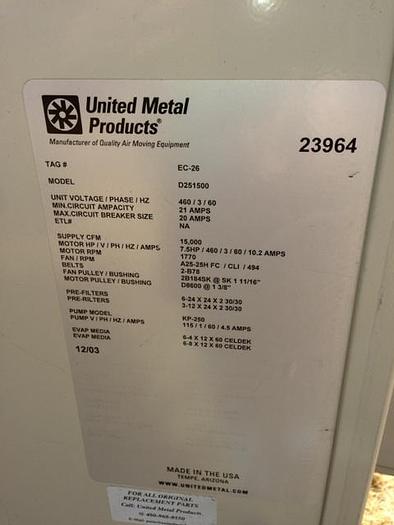 United Metal
Products®
Manufacturer of Quality Air Moving Equipment
23964
TAG # EC-26
MODEL D251500
UNIT VOLTAGE / PHASE / HZ 460 / 3 / 60
MIN.CIRCUIT AMPACITY 21 AMPS
MAX.CIRCUIT BREAKER SIZE 20 AMPS
ETL# NA
SUPPLY CFM 15,000
MOTOR HP / V / PH / HZ / AMPS 7.5HP / 460 / 3 / 60 / 10.2 AMPS
MOTOR RPM 1770
FAN / RPM A25-25H FC / CLI / 494
BELTS 2-B78
FAN PULLEY / BUSHING 2B184SK @ SK 1 11/16"
MOTOR PULLEY / BUSHING D8600 @ 1 3/8"
PRE-FILTERS 6-24 X 24 X 2 30/30
PRE-FILTERS 3-12 X 24 X 2 30/30
PUMP MODEL KP-250
PUMP V / PH / HZ / AMPS 115 / 1 / 60 / 4.5 AMPS
EVAP MEDIA 6-4 X 12 X 60 CELDEK
EVAP MEDIA 6-8 X 12 X 60 CELDEK
12/03
MADE IN THE USA
TEMPE, ARIZONA
WWW.UNITEDMETAL.COM
FOR ALL ORIGINAL
REPLACEMENT PARTS
Call: United Metal Products
@ 480-968-9550